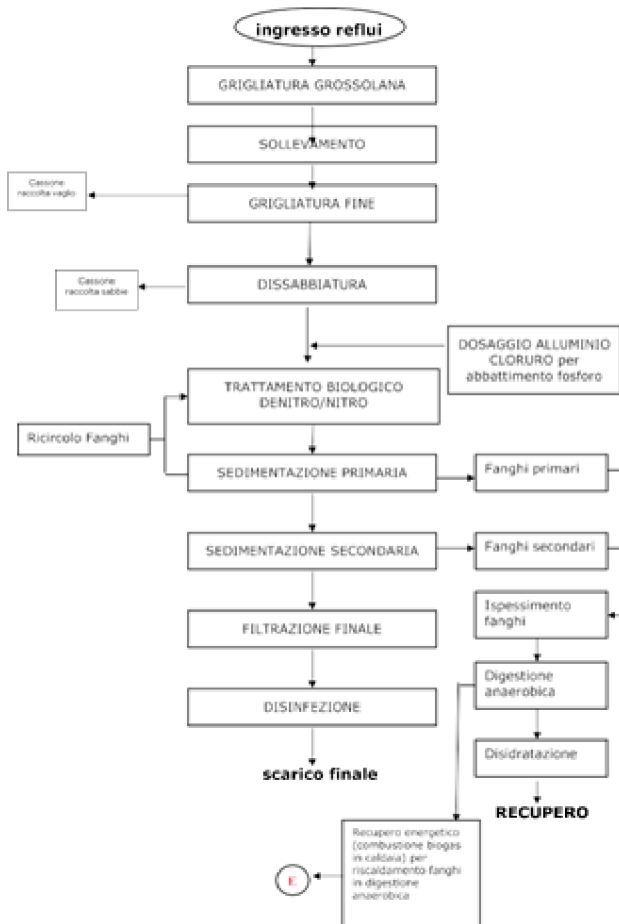 ingresso reflui
GRIGLIATURA GROSSOLANA
SOLLEVAMENTO
Cassone
raccolta vaglio
GRIGLIATURA FINE
Cassone
raccolta sabbie
DISSABBIATURA
DOSAGGIO ALLUMINIO
CLORURO per
abbattimento fosforo
TRATTAMENTO BIOLOGICO
DENITRO/NITRO
Ricircolo Fanghi
SEDIMENTAZIONE PRIMARIA
Fanghi primari
SEDIMENTAZIONE SECONDARIA
Fanghi secondari
Ispessimento
fanghi
FILTRAZIONE FINALE
Digestione
anaerobica
DISINFEZIONE
Disidratazione
scarico finale
RECUPERO
Recupero energetico
(combustione biogas
in caldaia) per
riscaldamento fanghi
in digestione
anaerobica
E